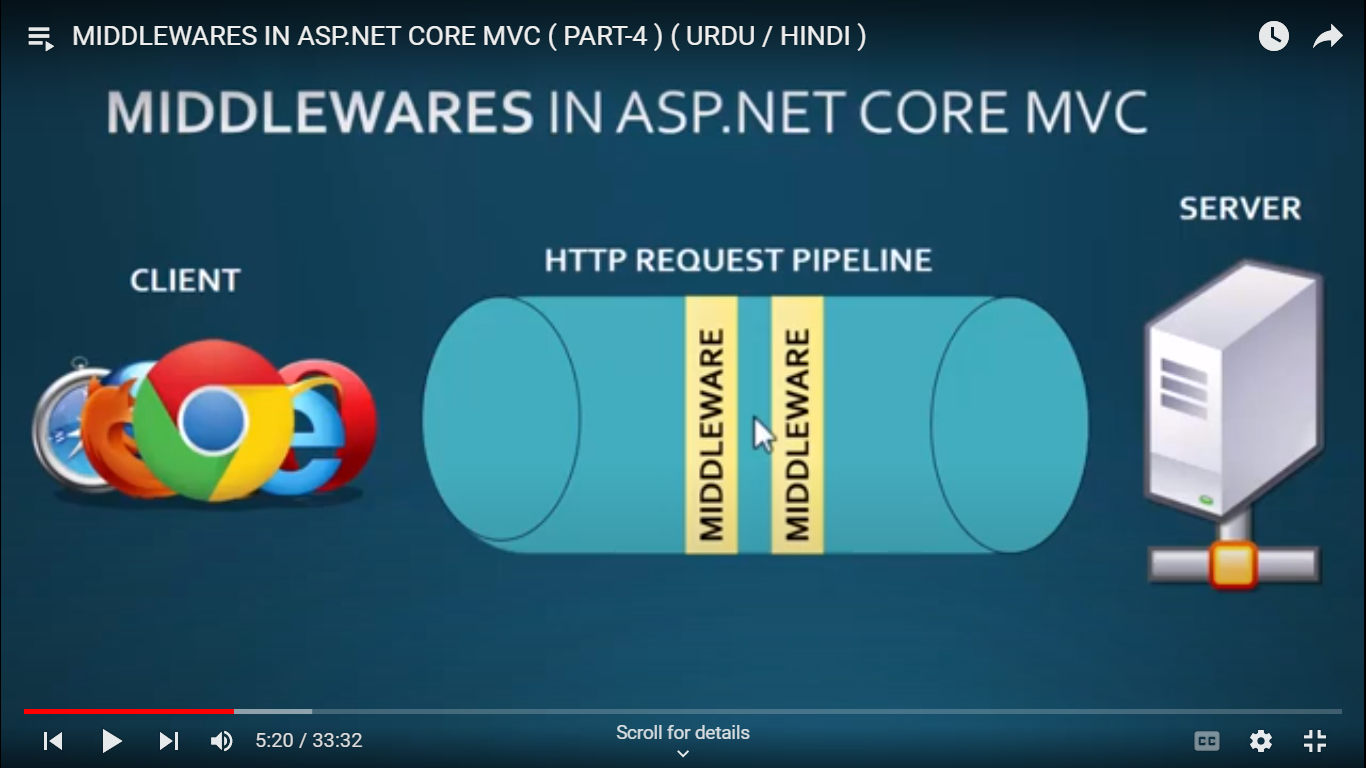 MIDDLEWARES IN ASP.NET CORE MVC ( PART-4 ) ( URDU / HINDI )
MIDDLEWARES IN ASP.NET CORE MVC
SERVER
HTTP REQUEST PIPELINE
CLIENT
MIDDLEWARE
MIDDLEWARE
5:20 / 33:32
Scroll for details
CC